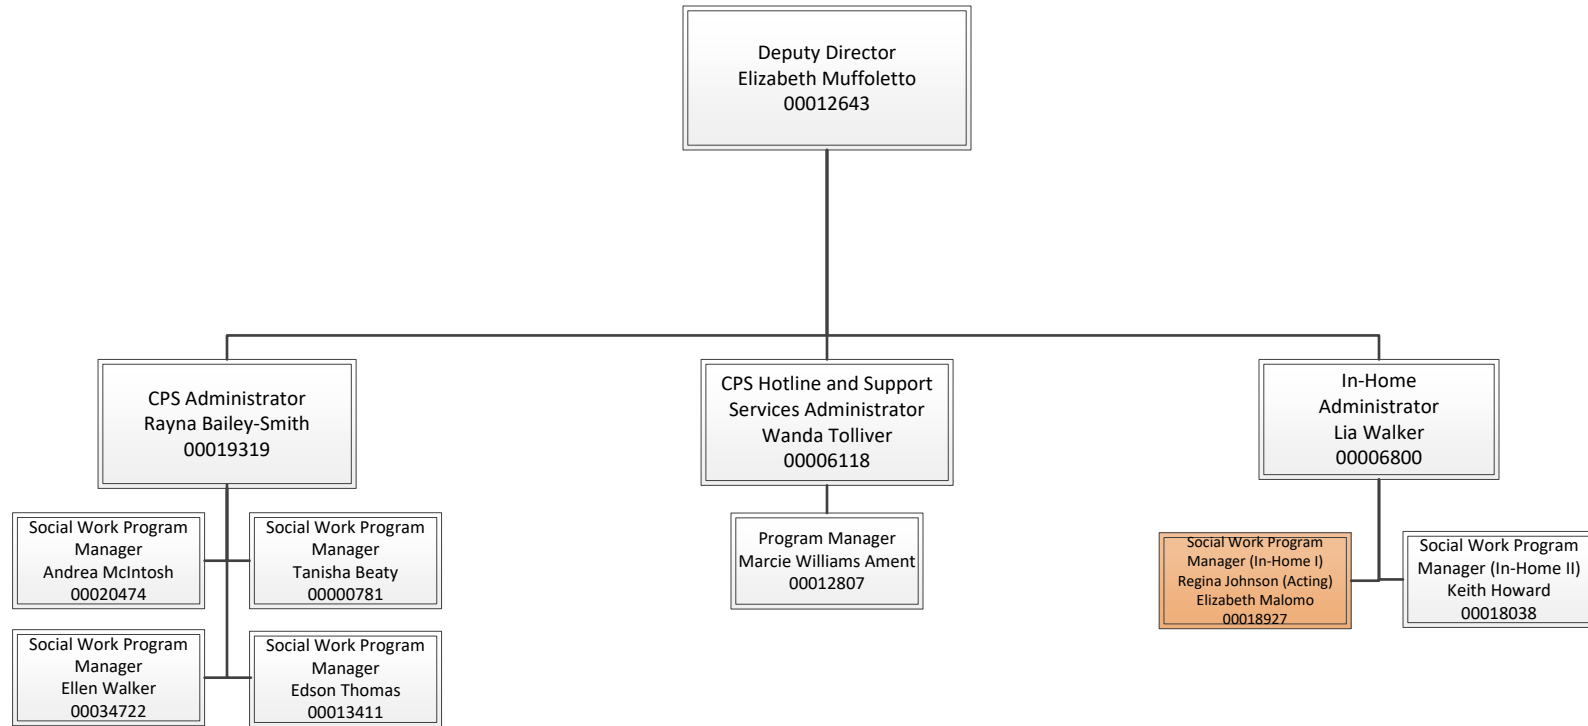 Deputy Director
Elizabeth Muffoletto
00012643
CPS Administrator
Rayna Bailey-Smith
00019319
CPS Hotline and Support
Services Administrator
Wanda Tolliver
00006118
In-Home
Administrator
Lia Walker
00006800
Social Work Program
Manager
Andrea McIntosh
00020474
Social Work Program
Manager
Tanisha Beaty
00000781
Program Manager
Marcie Williams Ament
00012807
Social Work Program
Manager (In-Home I)
Regina Johnson (Acting)
Elizabeth Malomo
00018927
Social Work Program
Manager (In-Home II)
Keith Howard
00018038
Social Work Program
Manager
Ellen Walker
00034722
Social Work Program
Manager
Edson Thomas
00013411